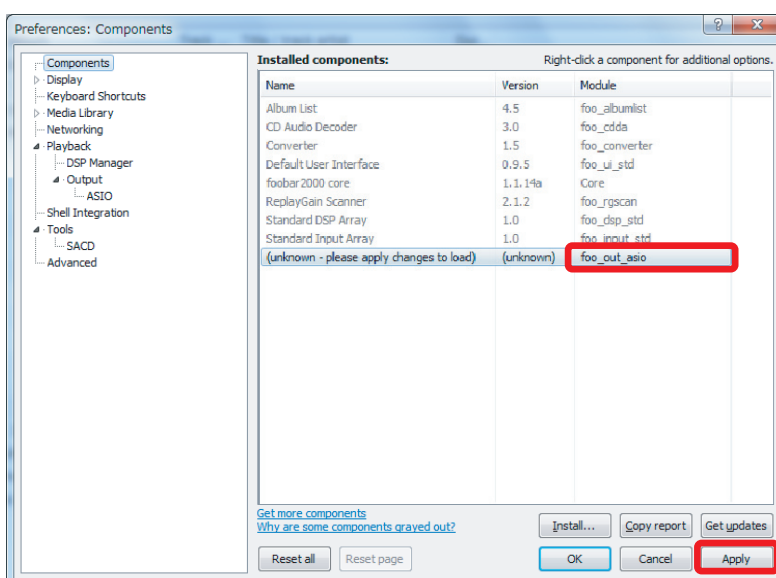 Preferences: Components
Components
Display
Keyboard Shortcuts
Media Library
Networking
Playback
DSP Manager
Output
ASIO
Shell Integration
Tools
SACD
Advanced
Installed components: Right-click a component for additional options.
Name Version Module
Album List 4.5 foo_albumlist
CD Audio Decoder 3.0 foo_cdda
Converter 1.5 foo_converter
Default User Interface 0.9.5 foo_ui_std
foobar2000 core 1.1.14a Core
ReplayGain Scanner 2.1.2 foo_rgscan
Standard DSP Array 1.0 foo_dsp_std
Standard Input Array 1.0 foo_input_std
(unknown - please apply changes to load) (unknown) foo_out_asio
Get more components
Why are some components grayed out?
Install... Copy report Get updates
Reset all Reset page OK Cancel Apply